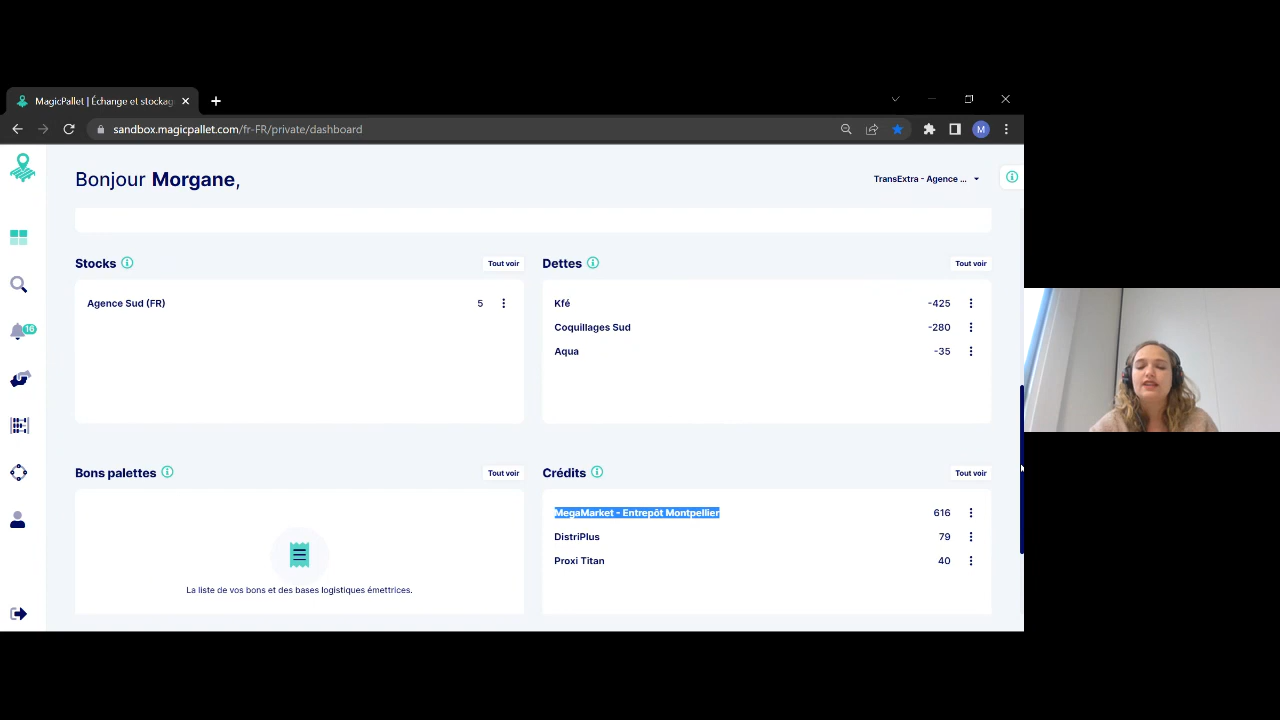 MagicPallet | Échange et stockag
sandbox.magicpallet.com/fr-FR/private/dashboard
M
Bonjour Morgane,
TransExtra - Agence ...
16
Stocks
Tout voir
Agence Sud (FR) 5
Dettes
Tout voir
Kfé -425
Coquillages Sud -280
Aqua -35
Bons palettes
Tout voir
La liste de vos bons et des bases logistiques émettrices.
Crédits
Tout voir
MegaMarket - Entrepôt Montpellier 616
DistriPlus 79
Proxi Titan 40